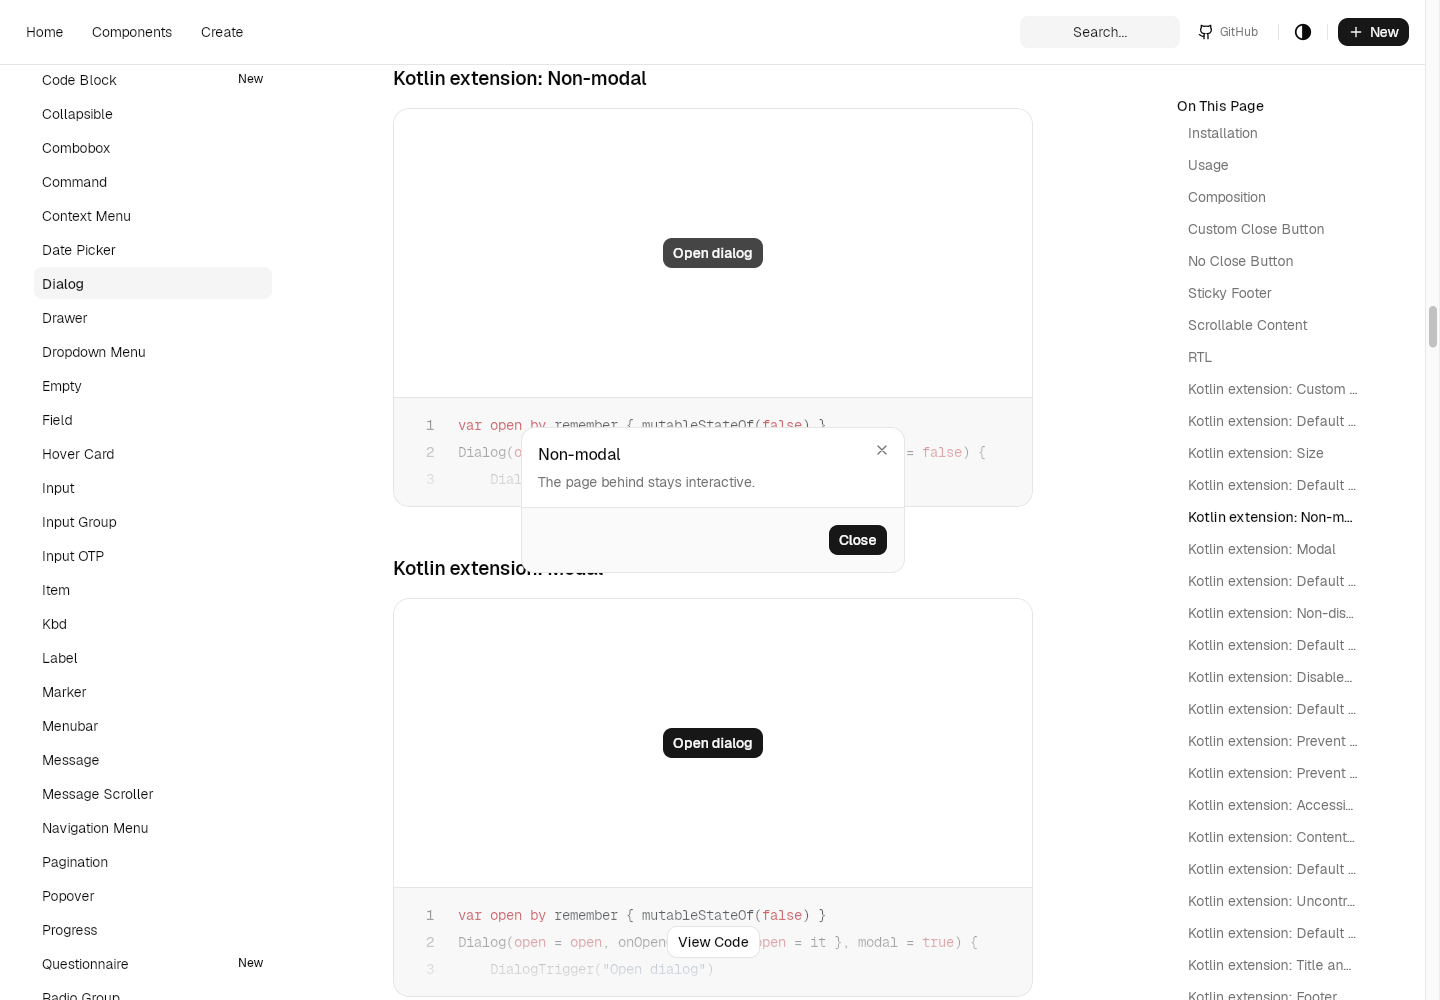 Home
Components
Create
Search...
GitHub
New
Code Block
New
Collapsible
Combobox
Command
Context Menu
Date Picker
Dialog
Drawer
Dropdown Menu
Empty
Field
Hover Card
Input
Input Group
Input OTP
Item
Kbd
Label
Marker
Menubar
Message
Message Scroller
Navigation Menu
Pagination
Popover
Progress
Questionnaire
New
Radio Group
Kotlin extension: Non-modal
Open dialog
1 var open by remember { mutableStateOf(false) }
2 Dialog(o = false) {
3 Dial
Non-modal
The page behind stays interactive.
Close
Kotlin extension: Modal
Open dialog
1 var open by remember { mutableStateOf(false) }
2 Dialog(open = open, onOpen open = it }, modal = true) {
View Code
3 DialogTrigger("Open dialog")
On This Page
Installation
Usage
Composition
Custom Close Button
No Close Button
Sticky Footer
Scrollable Content
RTL
Kotlin extension: Custom ...
Kotlin extension: Default ...
Kotlin extension: Size
Kotlin extension: Default ...
Kotlin extension: Non-m...
Kotlin extension: Modal
Kotlin extension: Default ...
Kotlin extension: Non-dis...
Kotlin extension: Default ...
Kotlin extension: Disable...
Kotlin extension: Default ...
Kotlin extension: Prevent ...
Kotlin extension: Prevent ...
Kotlin extension: Accessi...
Kotlin extension: Content...
Kotlin extension: Default ...
Kotlin extension: Uncontr...
Kotlin extension: Default ...
Kotlin extension: Title an...
Kotlin extension: Footer